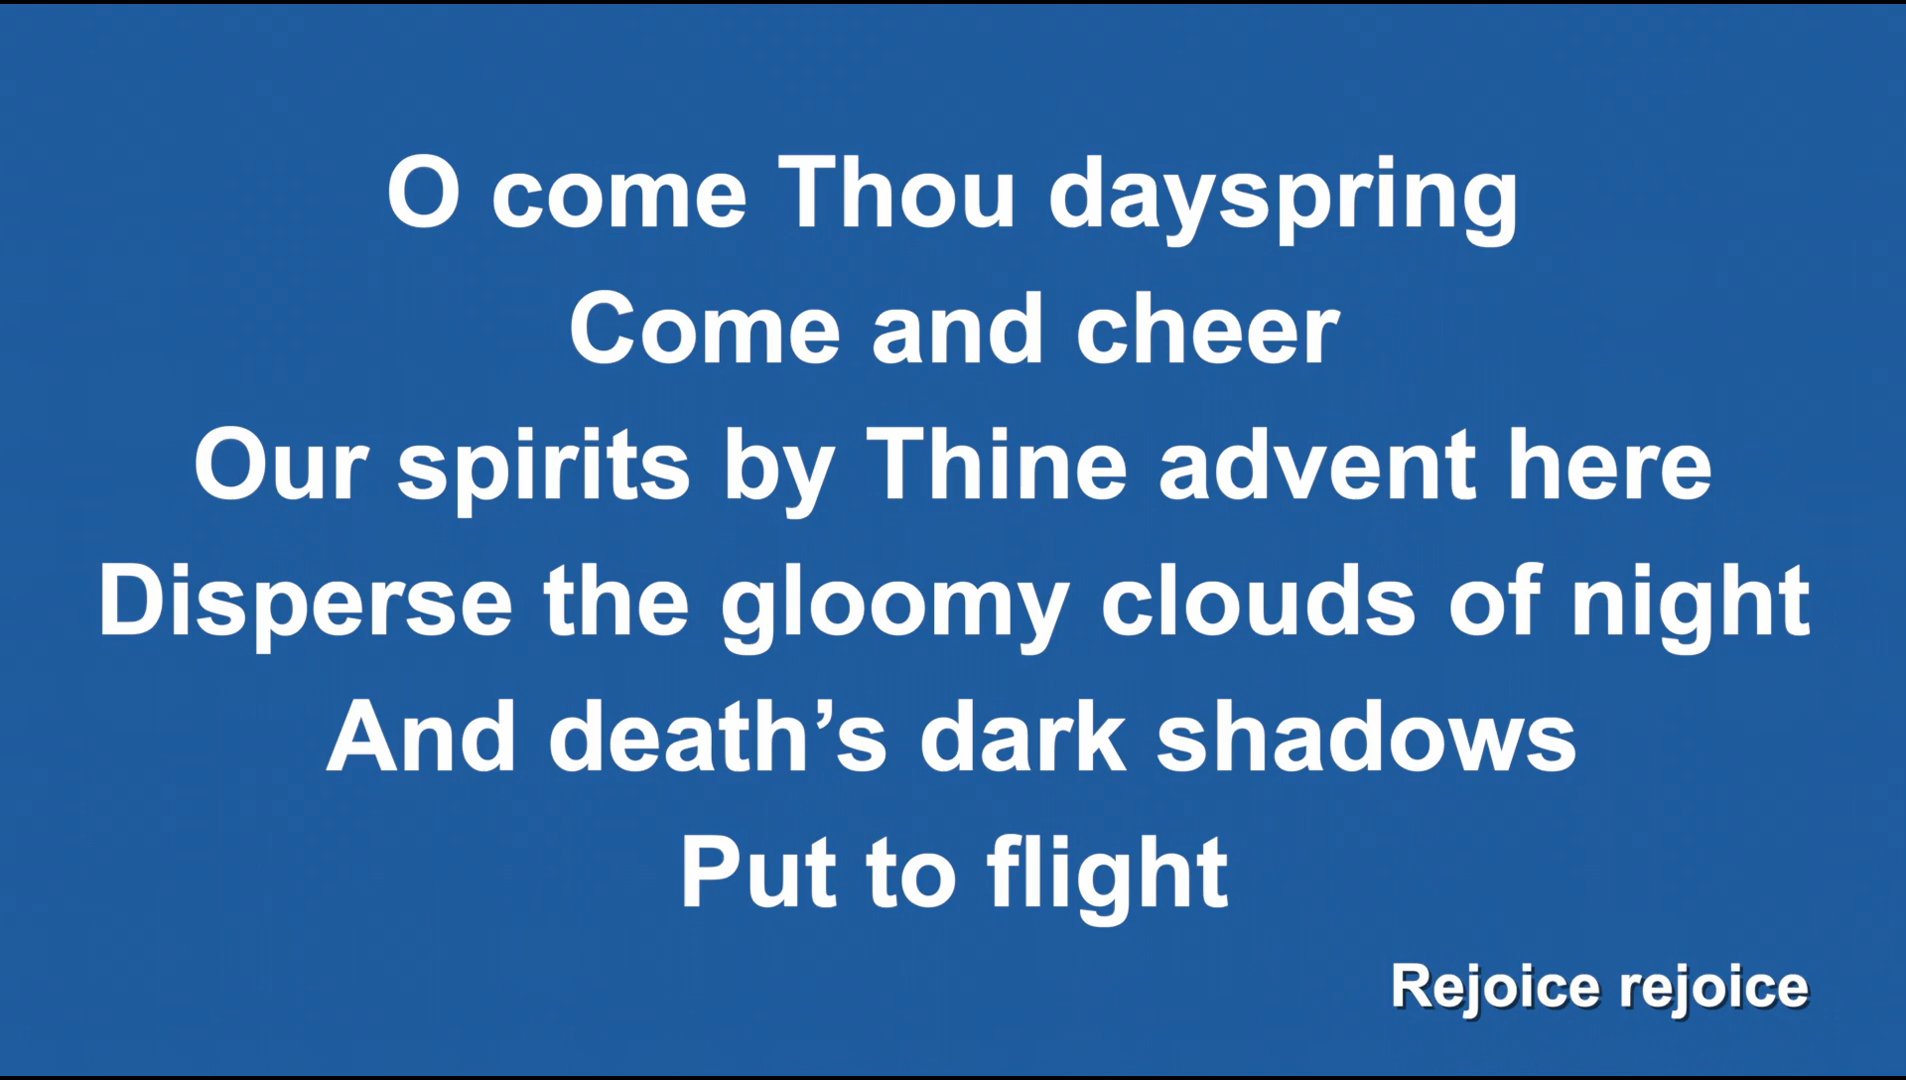 O come Thou dayspring
Come and cheer
Our spirits by Thine advent here
Disperse the gloomy clouds of night
And death’s dark shadows
Put to flight
Rejoice rejoice